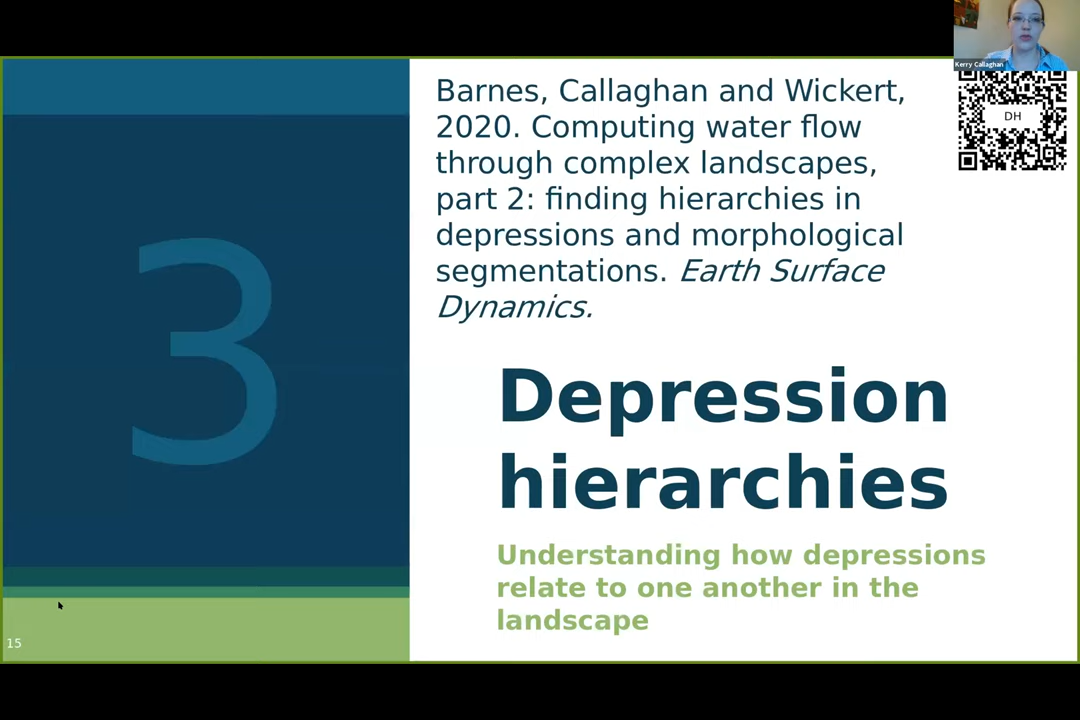 Kerry Callaghan
DH
Barnes, Callaghan and Wickert,
2020. Computing water flow
through complex landscapes,
part 2: finding hierarchies in
depressions and morphological
segmentations. Earth Surface
Dynamics.
3
Depression
hierarchies
Understanding how depressions
relate to one another in the
landscape
15